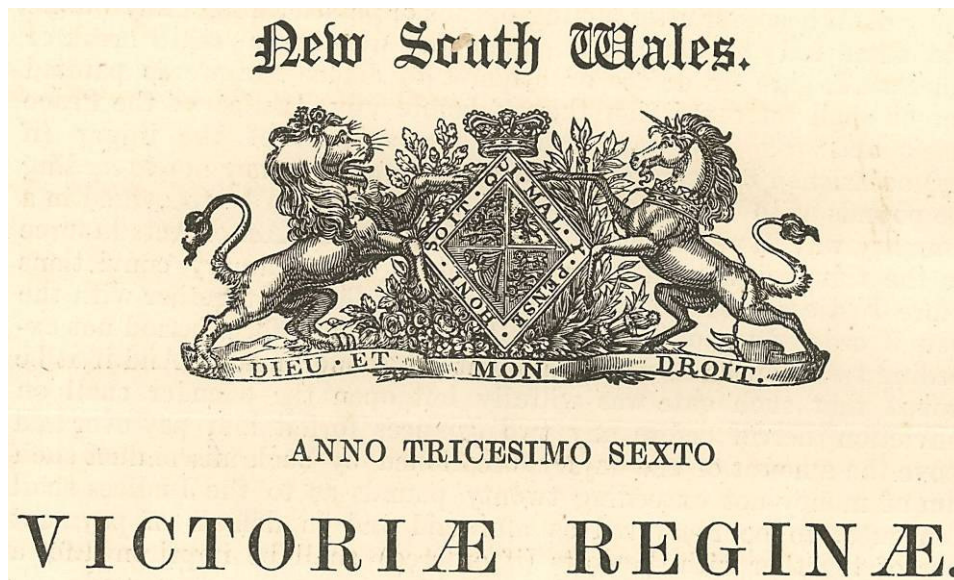 New South Wales.
HONI · SOIT · QUI · MAL · Y · PENSE ·
DIEU · ET MON DROIT.
ANNO TRICESIMO SEXTO
VICTORIÆ REGINÆ.